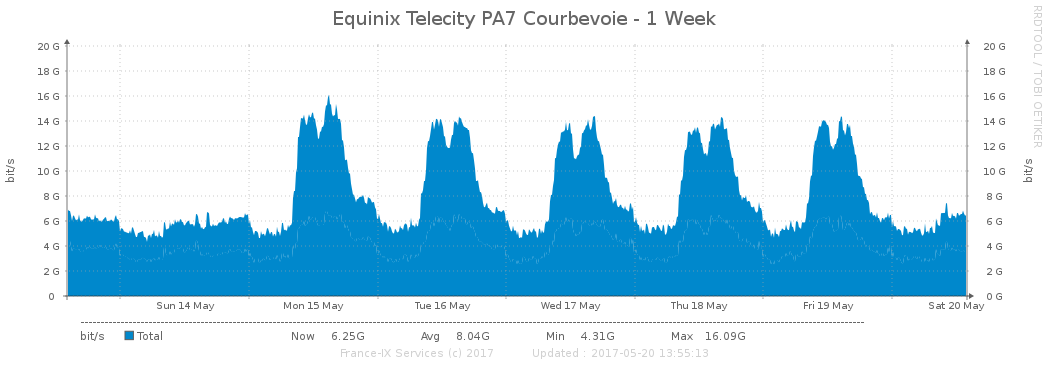 Equinix Telecity PA7 Courbevoie - 1 Week
RRDTOOL / TOBI OETIKER
bit/s
20 G 20 G
18 G 18 G
16 G 16 G
14 G 14 G
12 G 12 G
10 G 10 G
8 G 8 G
6 G 6 G
4 G 4 G
2 G 2 G
0 0 G
bit/s
Sun 14 May Mon 15 May Tue 16 May Wed 17 May Thu 18 May Fri 19 May Sat 20 May
bit/s Total Now 6.25G Avg 8.04G Min 4.31G Max 16.09G
France-IX Services (c) 2017 Updated : 2017-05-20 13:55:13